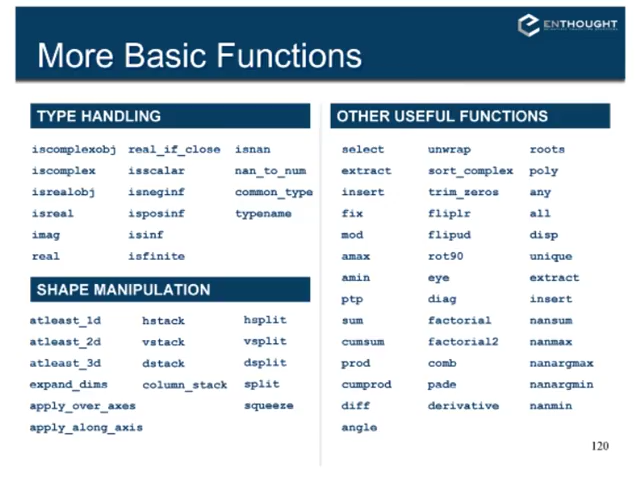 ENTHOUGHT
More Basic Functions
TYPE HANDLING
iscomplexobj real_if_close isnan
iscomplex isscalar nan_to_num
isrealobj isneginf common_type
isreal isposinf typename
imag isinf
real isfinite
SHAPE MANIPULATION
atleast_1d hstack hsplit
atleast_2d vstack vsplit
atleast_3d dstack dsplit
expand_dims column_stack split
apply_over_axes squeeze
apply_along_axis
OTHER USEFUL FUNCTIONS
select unwrap roots
extract sort_complex poly
insert trim_zeros any
fix fliplr all
mod flipud disp
amax rot90 unique
amin eye extract
ptp diag insert
sum factorial nansum
cumsum factorial2 nanmax
prod comb nanargmax
cumprod pade nanargmin
diff derivative nanmin
angle
120